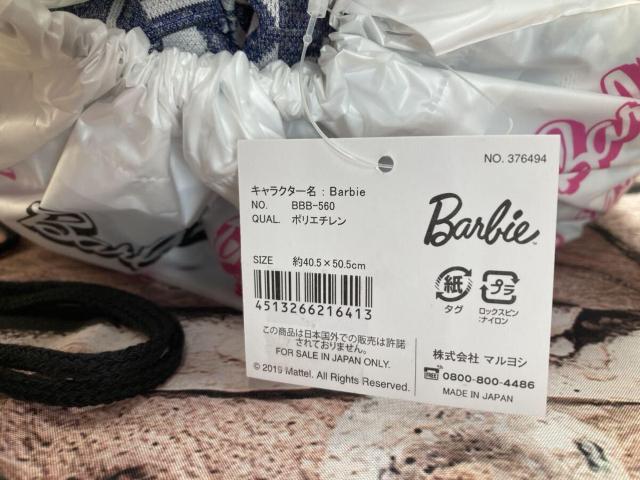 NO. 376494
キャラクター名 : Barbie
NO. BBB-560
QUAL. ポリエチレン
Barbie™
SIZE 約40.5×50.5cm
4513266216413
紙
タグ
プラ
ロックスピン
:ナイロン
この商品は日本国外での販売は許諾
されておりません。
FOR SALE IN JAPAN ONLY.
© 2019 Mattel. All Rights Reserved.
株式会社 マルヨシ
FREE 0800-800-4486
MADE IN JAPAN